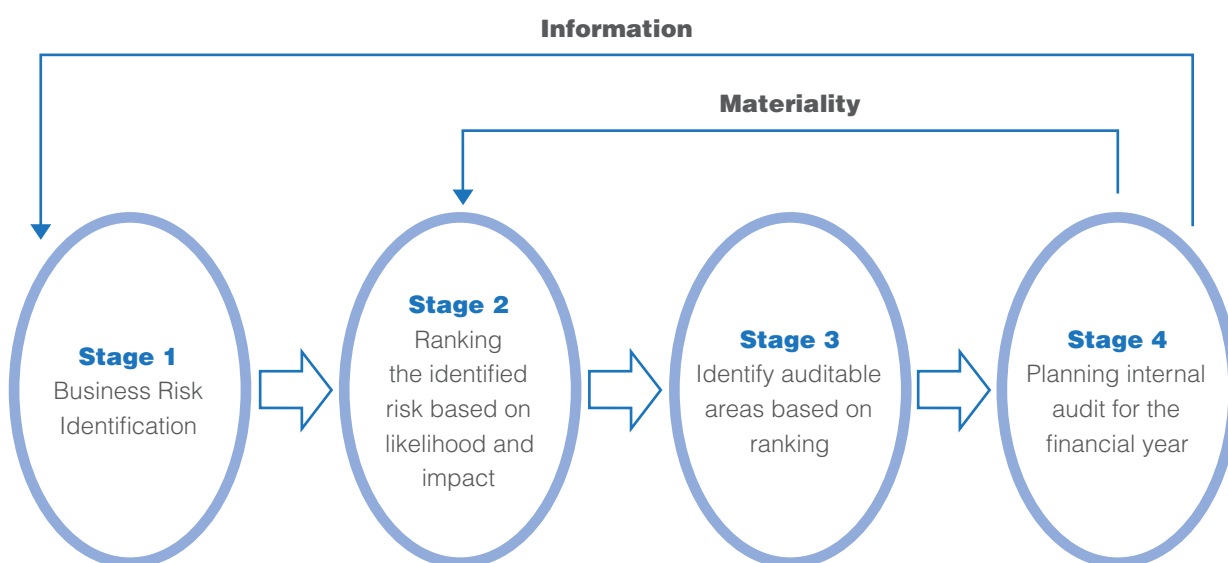 Information
Materiality
Stage 1
Business Risk
Identification
Stage 2
Ranking
the identified
risk based on
likelihood and
impact
Stage 3
Identify auditable
areas based on
ranking
Stage 4
Planning internal
audit for the
financial year